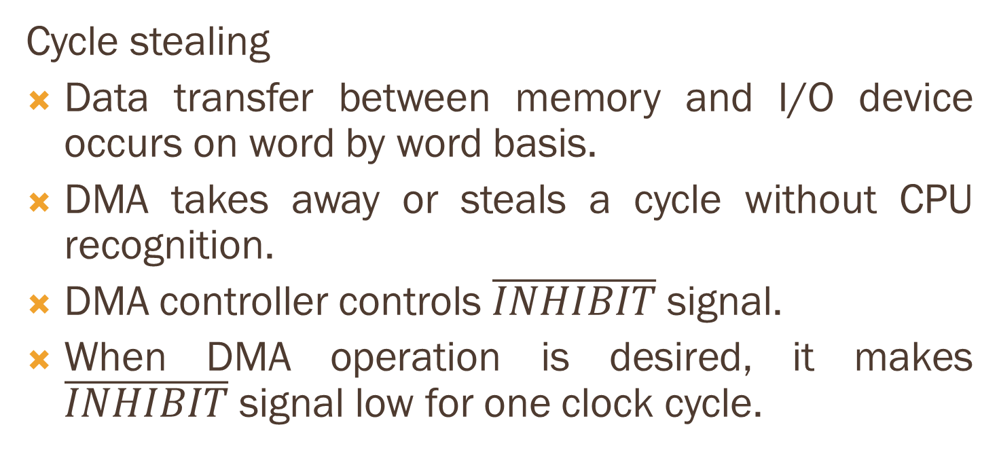 Cycle stealing
✖ Data transfer between memory and I/O device
occurs on word by word basis.
✖ DMA takes away or steals a cycle without CPU
recognition.
✖ DMA controller controls $\overline{INHIBIT}$ signal.
✖ When DMA operation is desired, it makes
$\overline{INHIBIT}$ signal low for one clock cycle.